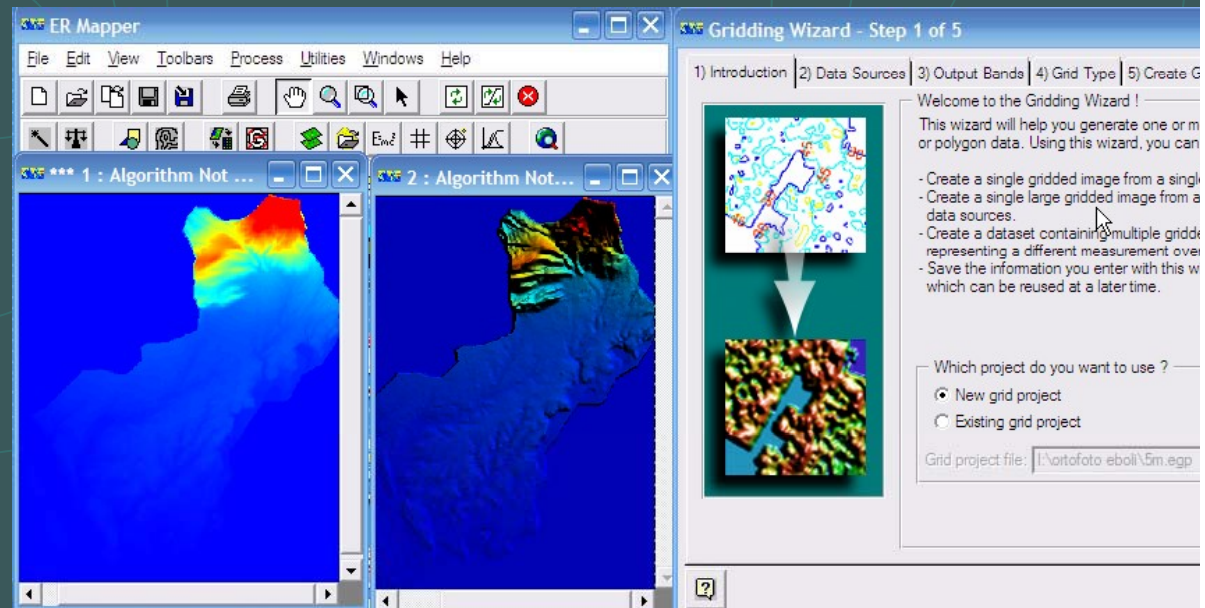 ER Mapper
File Edit View Toolbars Process Utilities Windows Help
*** 1 : Algorithm Not ...
2 : Algorithm Not...
Gridding Wizard - Step 1 of 5
1) Introduction 2) Data Sources 3) Output Bands 4) Grid Type 5) Create G
Welcome to the Gridding Wizard !
This wizard will help you generate one or m
or polygon data. Using this wizard, you can
- Create a single gridded image from a single
- Create a single large gridded image from a
data sources.
- Create a dataset containing multiple gridde
representing a different measurement over
- Save the information you enter with this w
which can be reused at a later time.
Which project do you want to use ?
New grid project
Existing grid project
Grid project file: I:\ortofoto eboli\5m.egp